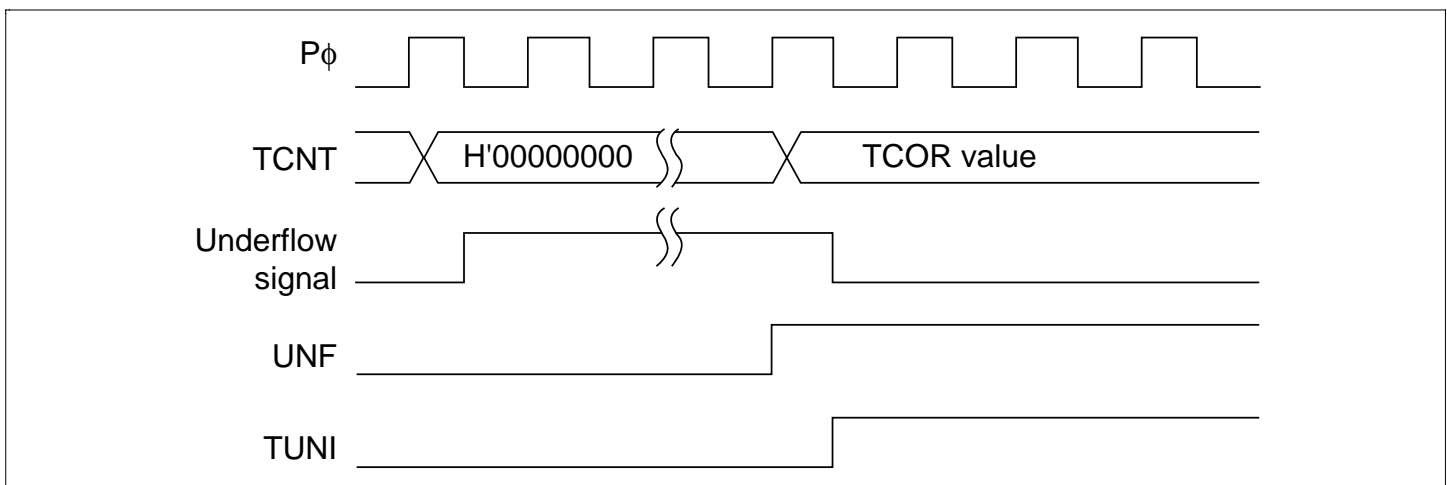 Pϕ
TCNT
H'00000000
TCOR value
Underflow
signal
UNF
TUNI